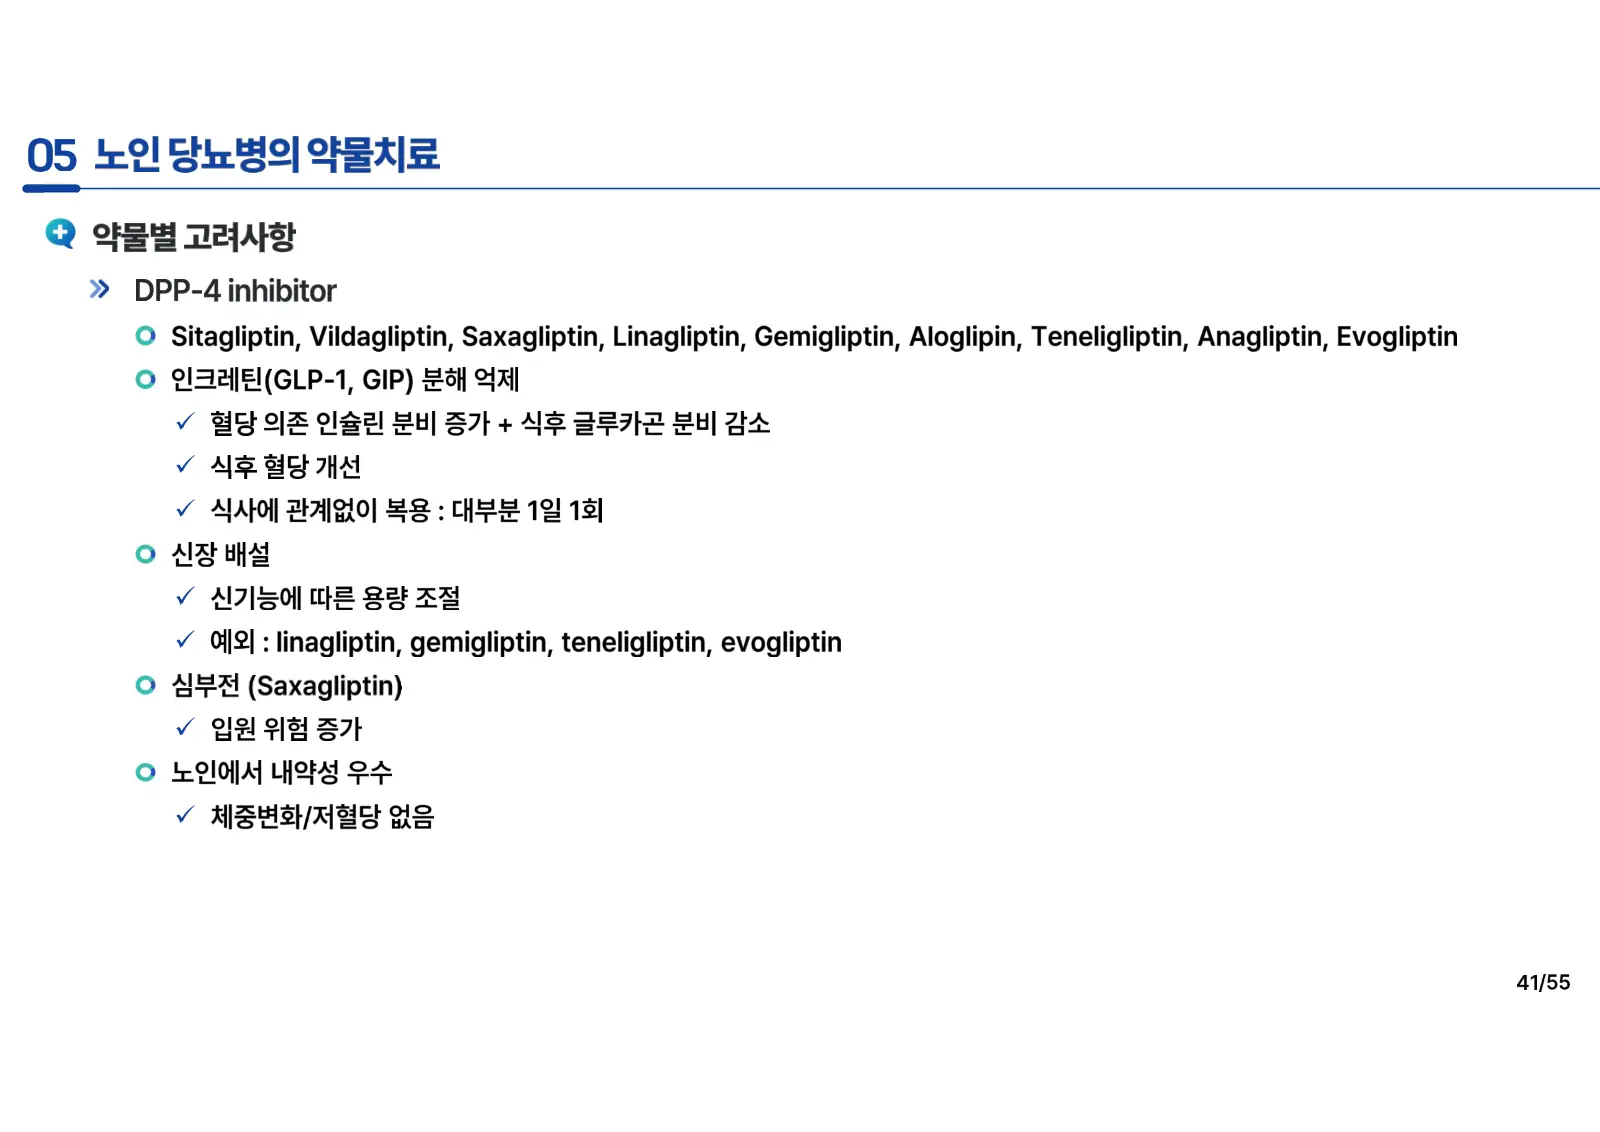 05 노인 당뇨병의 약물치료
약물별 고려사항
DPP-4 inhibitor
Sitagliptin, Vildagliptin, Saxagliptin, Linagliptin, Gemigliptin, Aloglipin, Teneligliptin, Anagliptin, Evogliptin
인크레틴(GLP-1, GIP) 분해 억제
혈당 의존 인슐린 분비 증가 + 식후 글루카곤 분비 감소
식후 혈당 개선
식사에 관계없이 복용 : 대부분 1일 1회
신장 배설
신기능에 따른 용량 조절
예외 : linagliptin, gemigliptin, teneligliptin, evogliptin
심부전 (Saxagliptin)
입원 위험 증가
노인에서 내약성 우수
체중변화/저혈당 없음
41/55